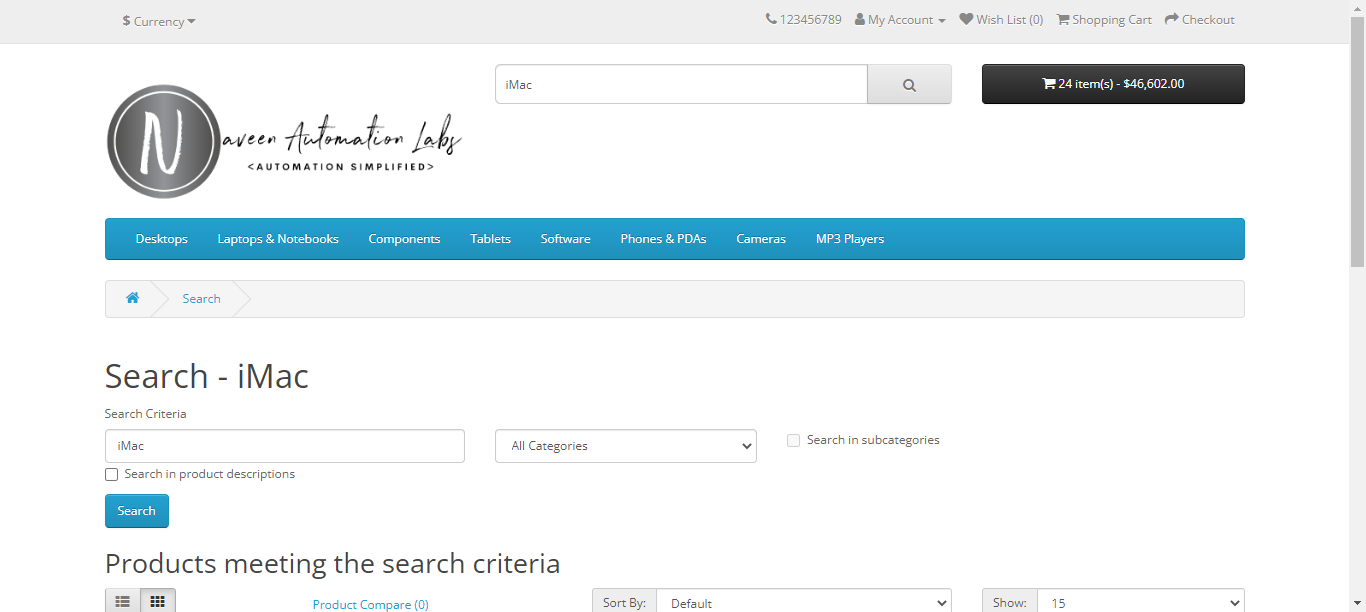 $ Currency 123456789 My Account Wish List (0) Shopping Cart Checkout
iMac 24 item(s) - $46,602.00
N aveen Automation Labs
<AUTOMATION SIMPLIFIED>
Desktops Laptops & Notebooks Components Tablets Software Phones & PDAs Cameras MP3 Players
Search
Search - iMac
Search Criteria
iMac All Categories Search in subcategories
Search in product descriptions
Search
Products meeting the search criteria
Product Compare (0) Sort By: Default Show: 15